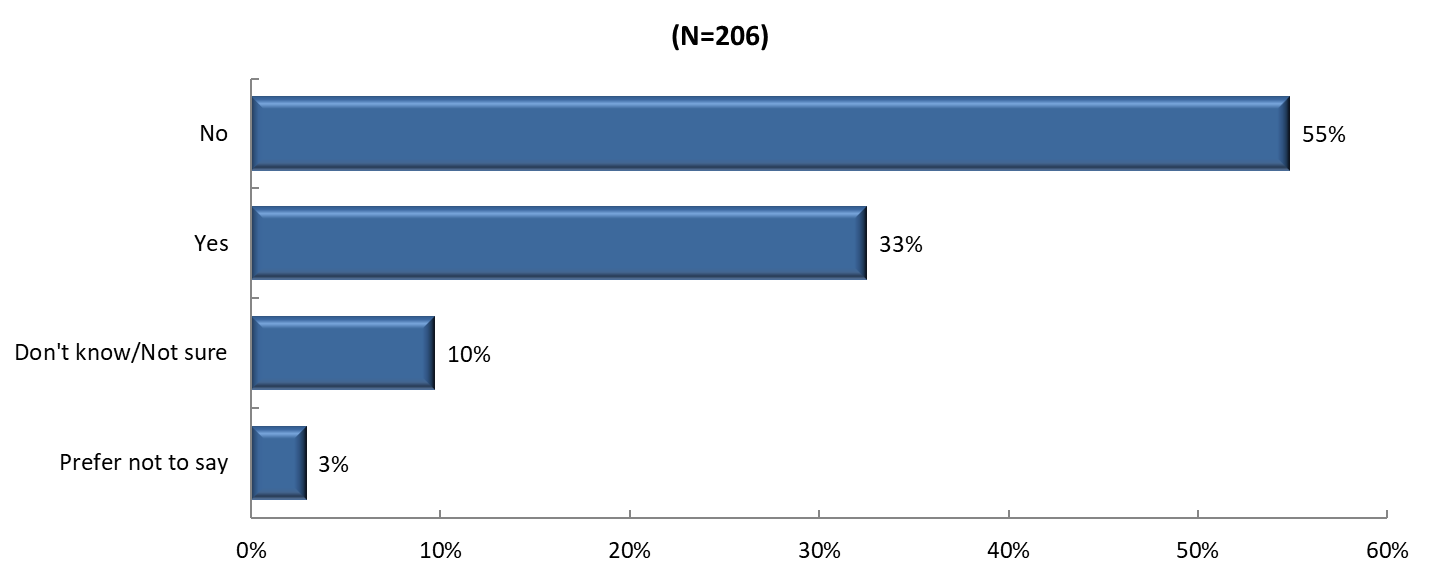 (N=206)
No
55%
Yes
33%
Don't know/Not sure
10%
Prefer not to say
3%
0% 10% 20% 30% 40% 50% 60%